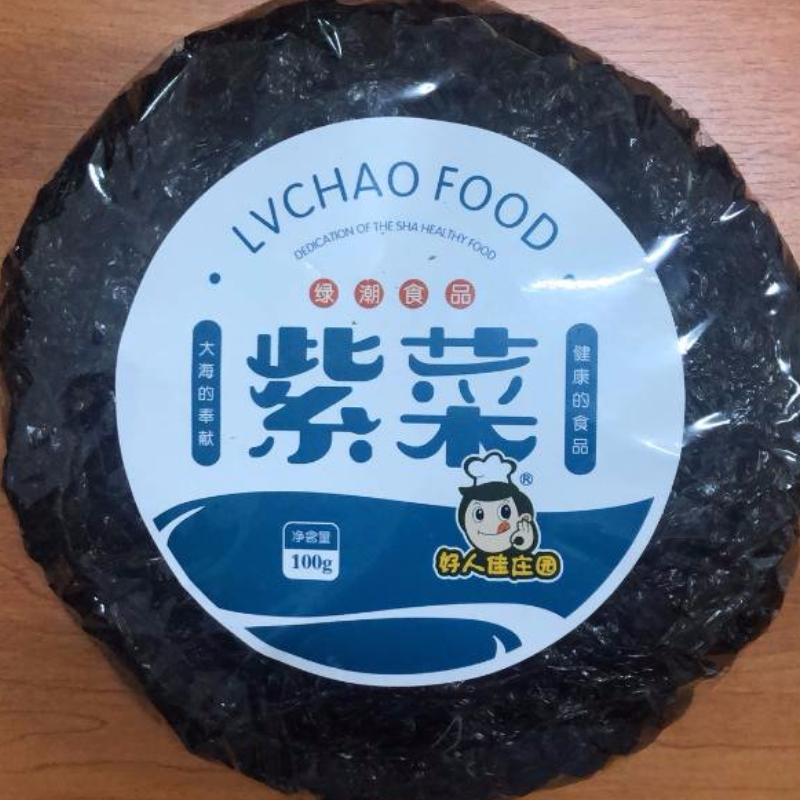 LVCHAO FOOD
DEDICATION OF THE SHA HEALTHY FOOD
绿潮食品
大海的奉献
紫菜
健康的食品
®
净含量
100g
好人佳庄园